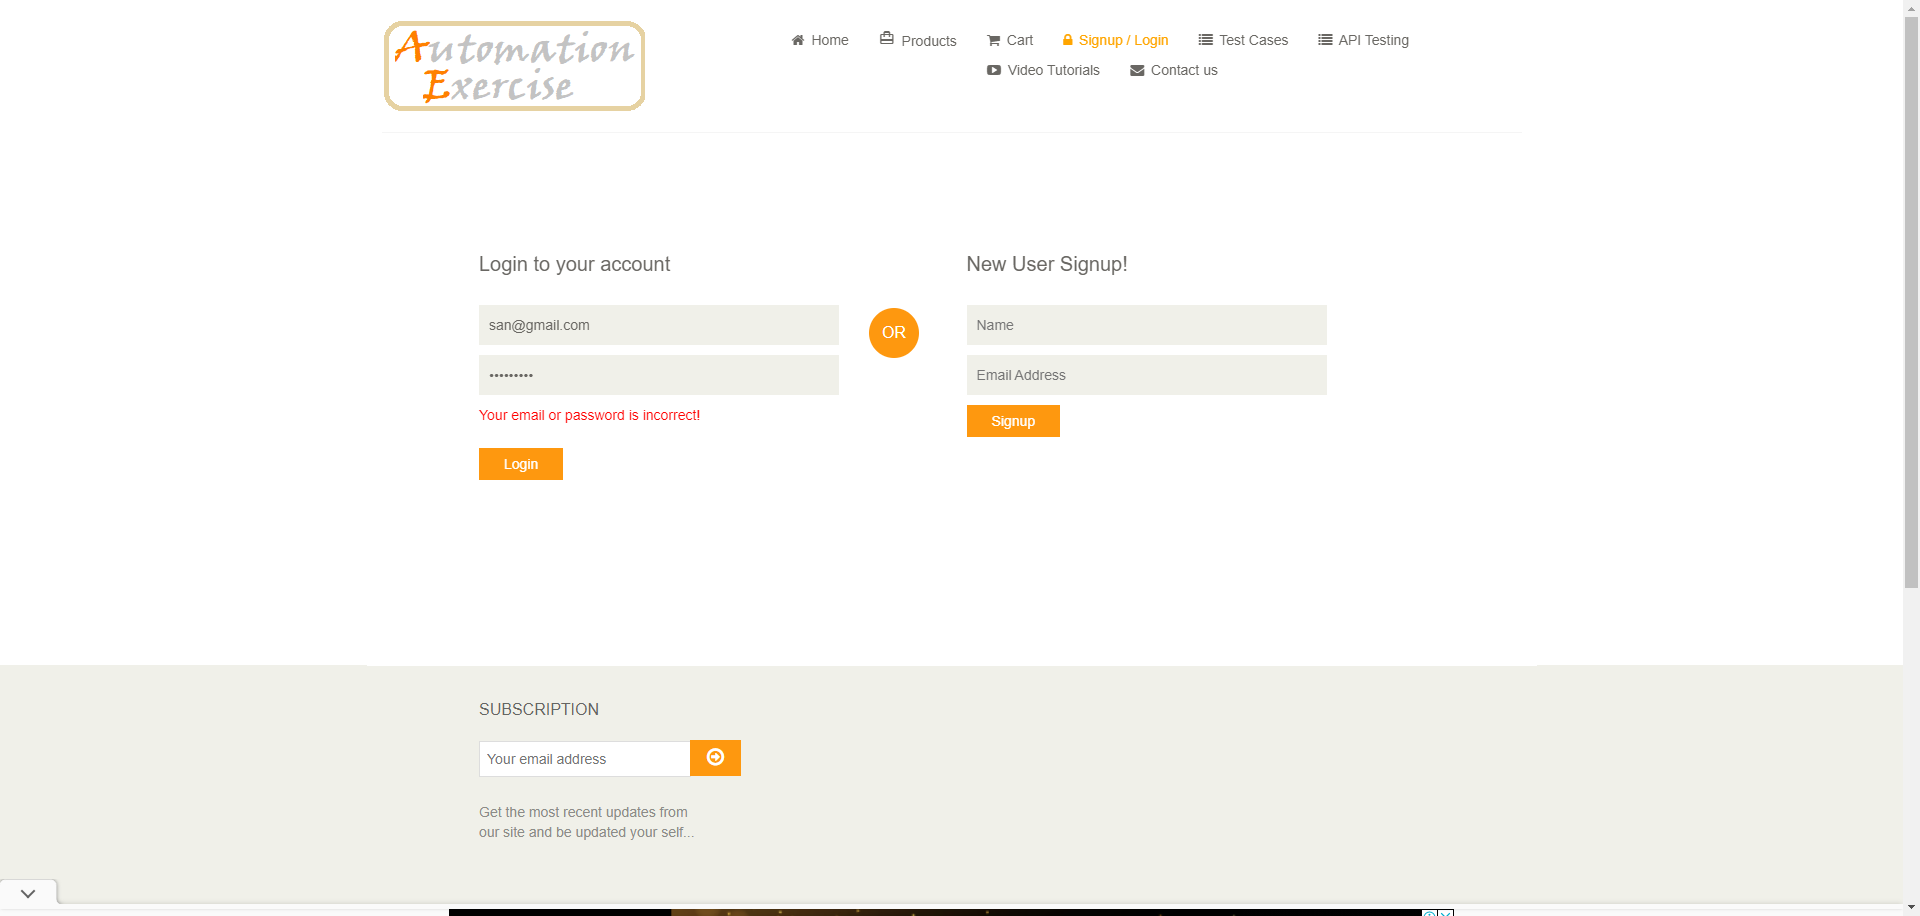 Automation
Exercise
Home
Products
Cart
Signup / Login
Test Cases
API Testing
Video Tutorials
Contact us
Login to your account
san@gmail.com
•••••••••
Your email or password is incorrect!
Login
OR
New User Signup!
Name
Email Address
Signup
SUBSCRIPTION
Your email address
Get the most recent updates from
our site and be updated your self...